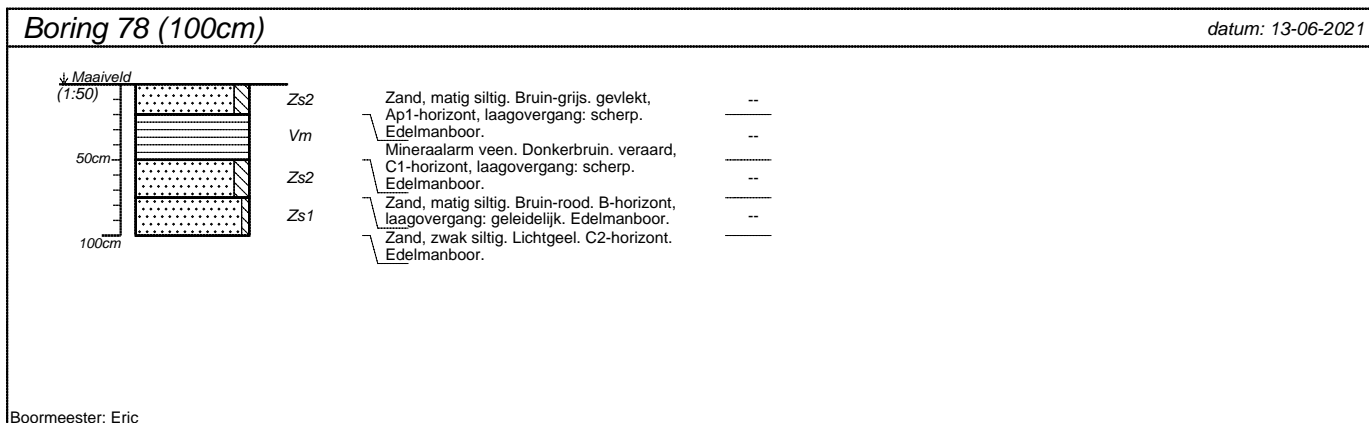 Boring 78 (100cm)
datum: 13-06-2021
Maaiveld
(1:50)
50cm
100cm
Zs2
Zand, matig siltig. Bruin-grijs. gevlekt,
Ap1-horizont, laagovergang: scherp.
Edelmanboor.
--
Vm
Mineraalarm veen. Donkerbruin. veraard,
C1-horizont, laagovergang: scherp.
Edelmanboor.
--
Zs2
Zand, matig siltig. Bruin-rood. B-horizont,
laagovergang: geleidelijk. Edelmanboor.
--
Zs1
Zand, zwak siltig. Lichtgeel. C2-horizont.
Edelmanboor.
--
Boormeester: Eric